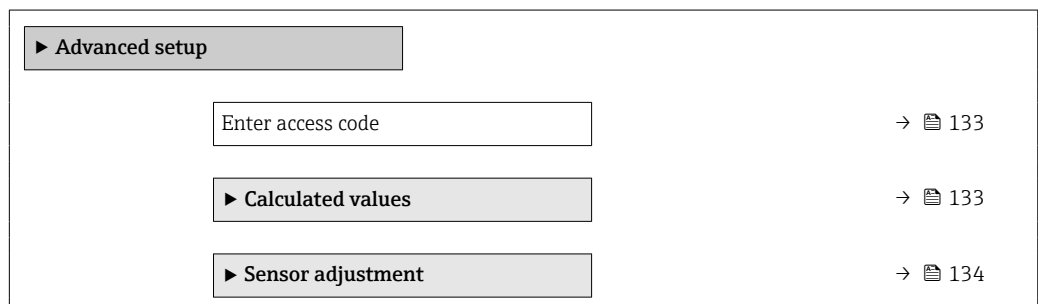 ▶ Advanced setup
Enter access code → 133
▶ Calculated values → 133
▶ Sensor adjustment → 134